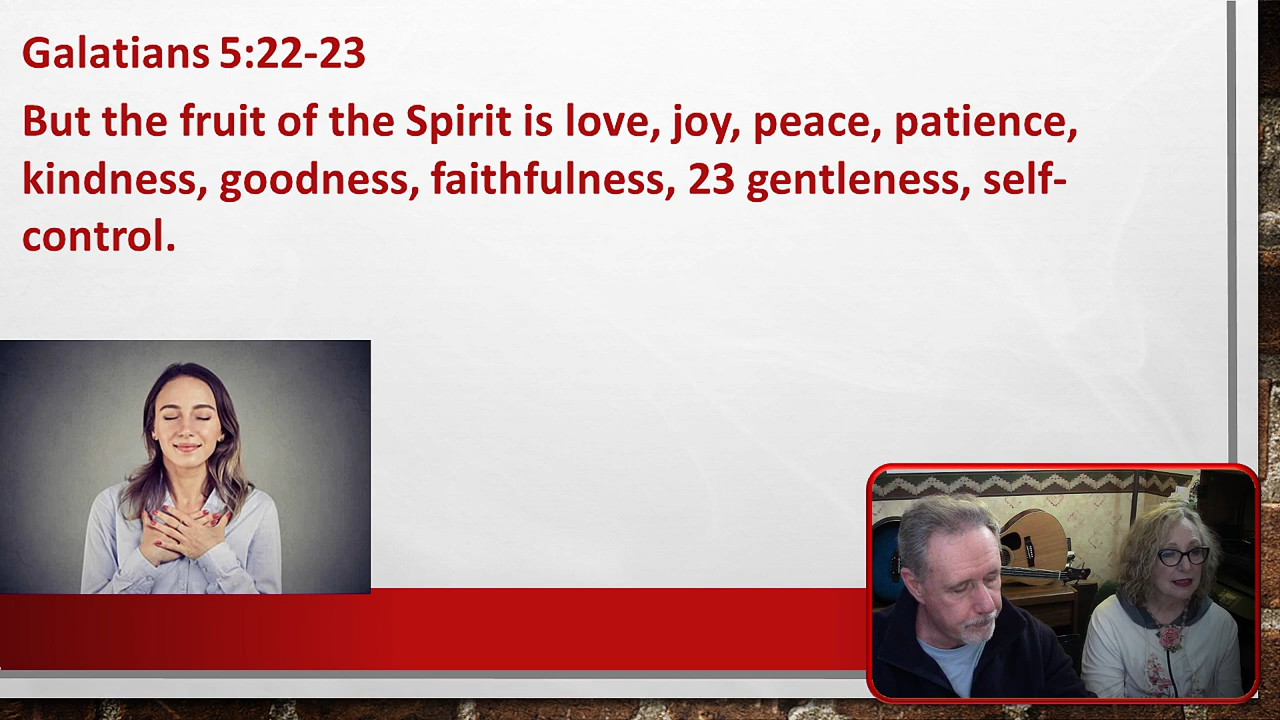 Galatians 5:22-23
But the fruit of the Spirit is love, joy, peace, patience,
kindness, goodness, faithfulness, 23 gentleness, self-
control.